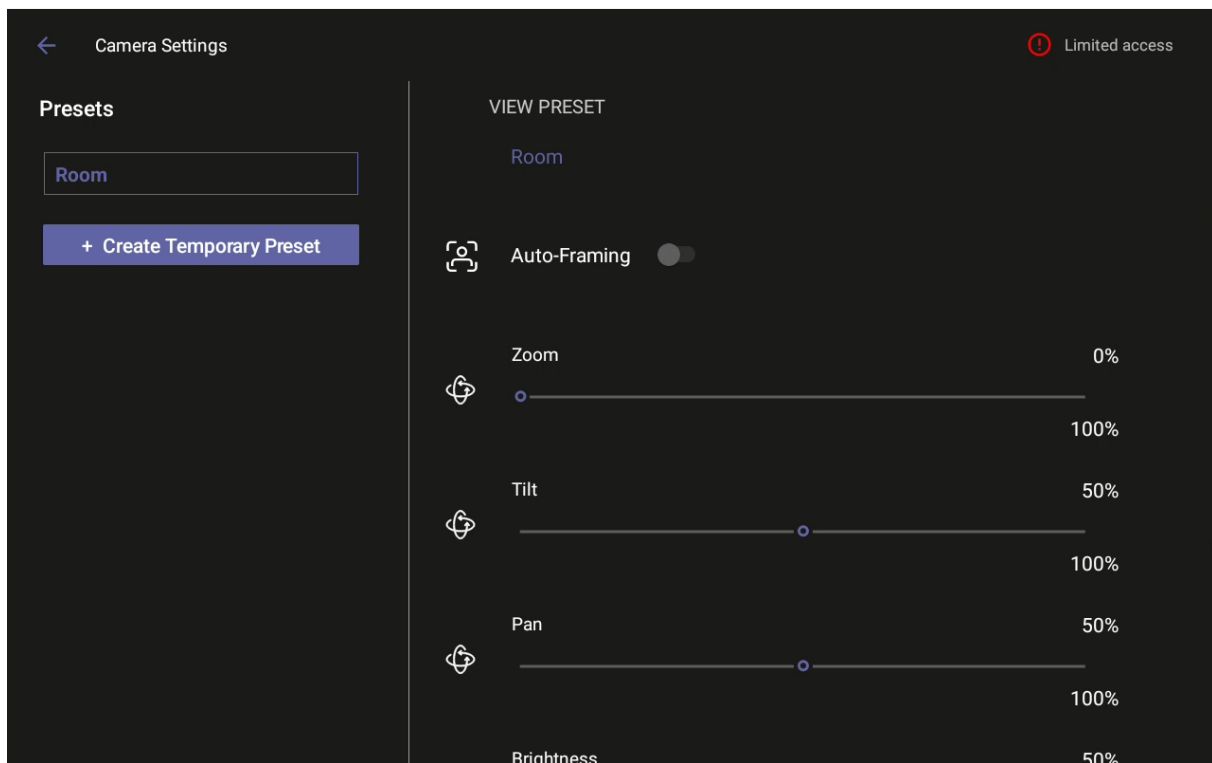 Camera Settings
Limited access
Presets
Room
+ Create Temporary Preset
VIEW PRESET
Room
Auto-Framing
Zoom 0%
100%
Tilt 50%
100%
Pan 50%
100%
Brightness 50%